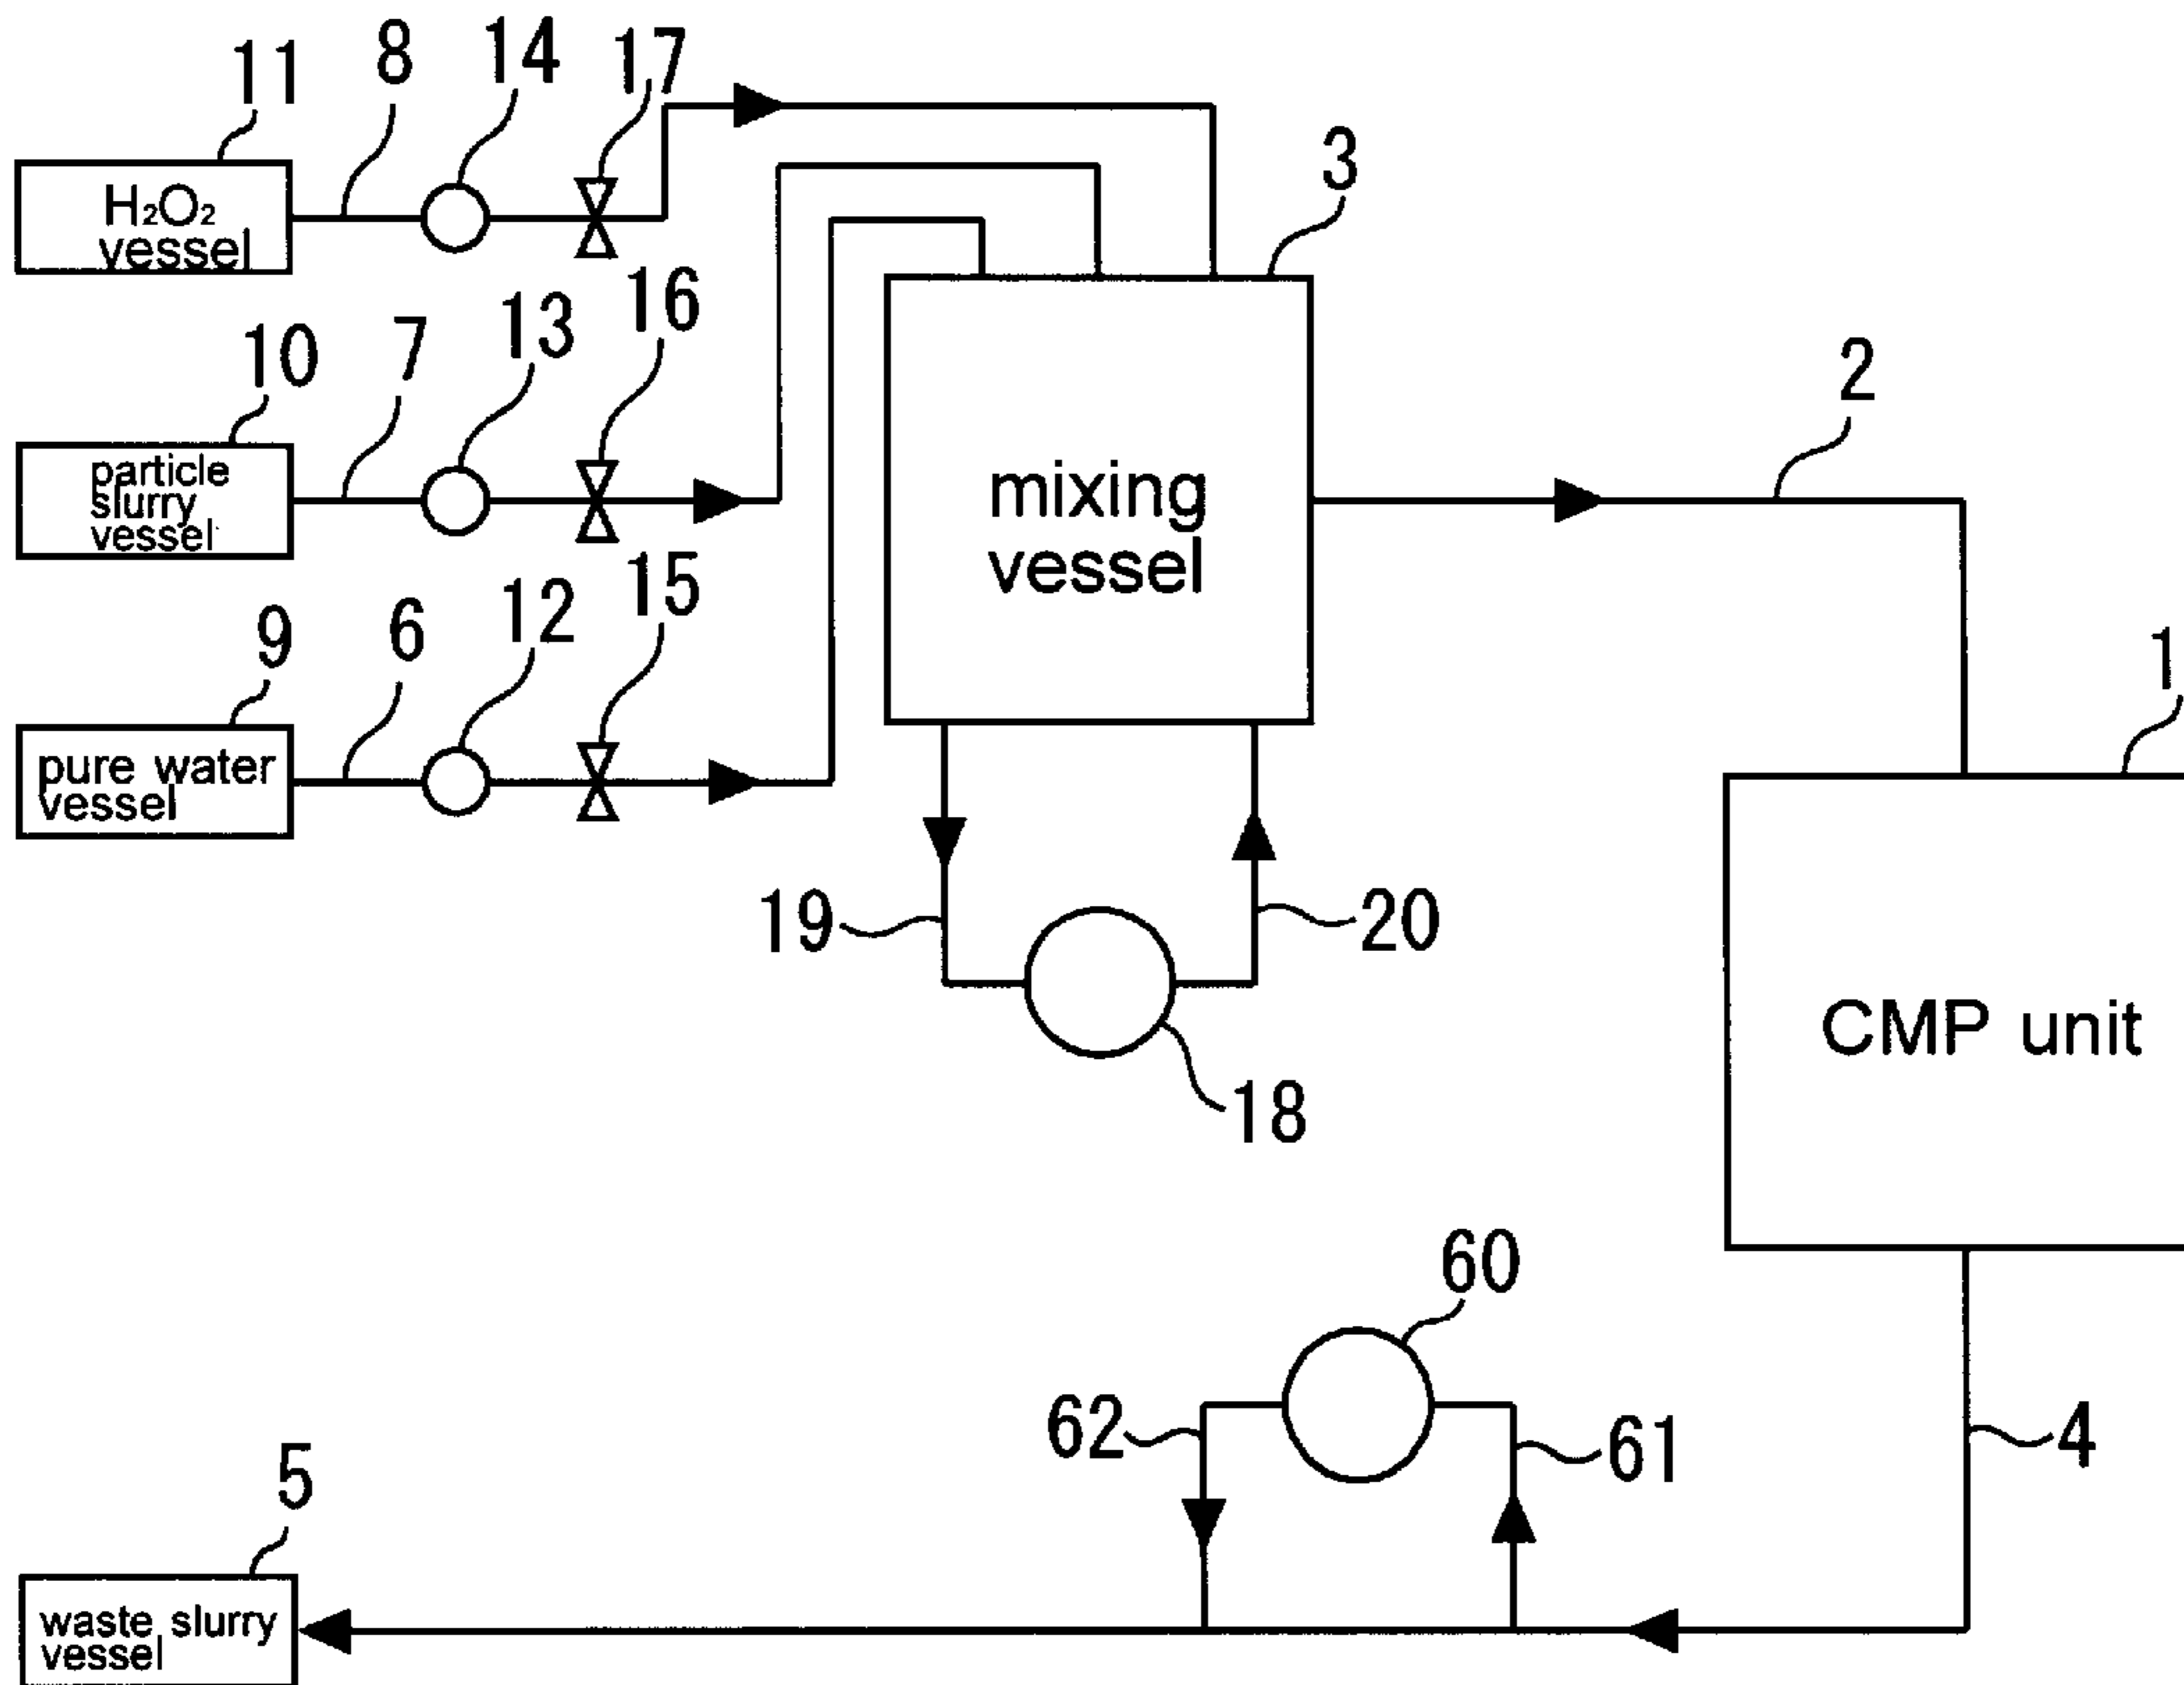 11
8
14
17
H₂O₂
vessel
3
10
7
13
16
particle
slurry
vessel
mixing
vessel
2
9
6
12
15
pure water
vessel
1
19
20
18
CMP unit
60
62
61
4
5
waste slurry
vessel